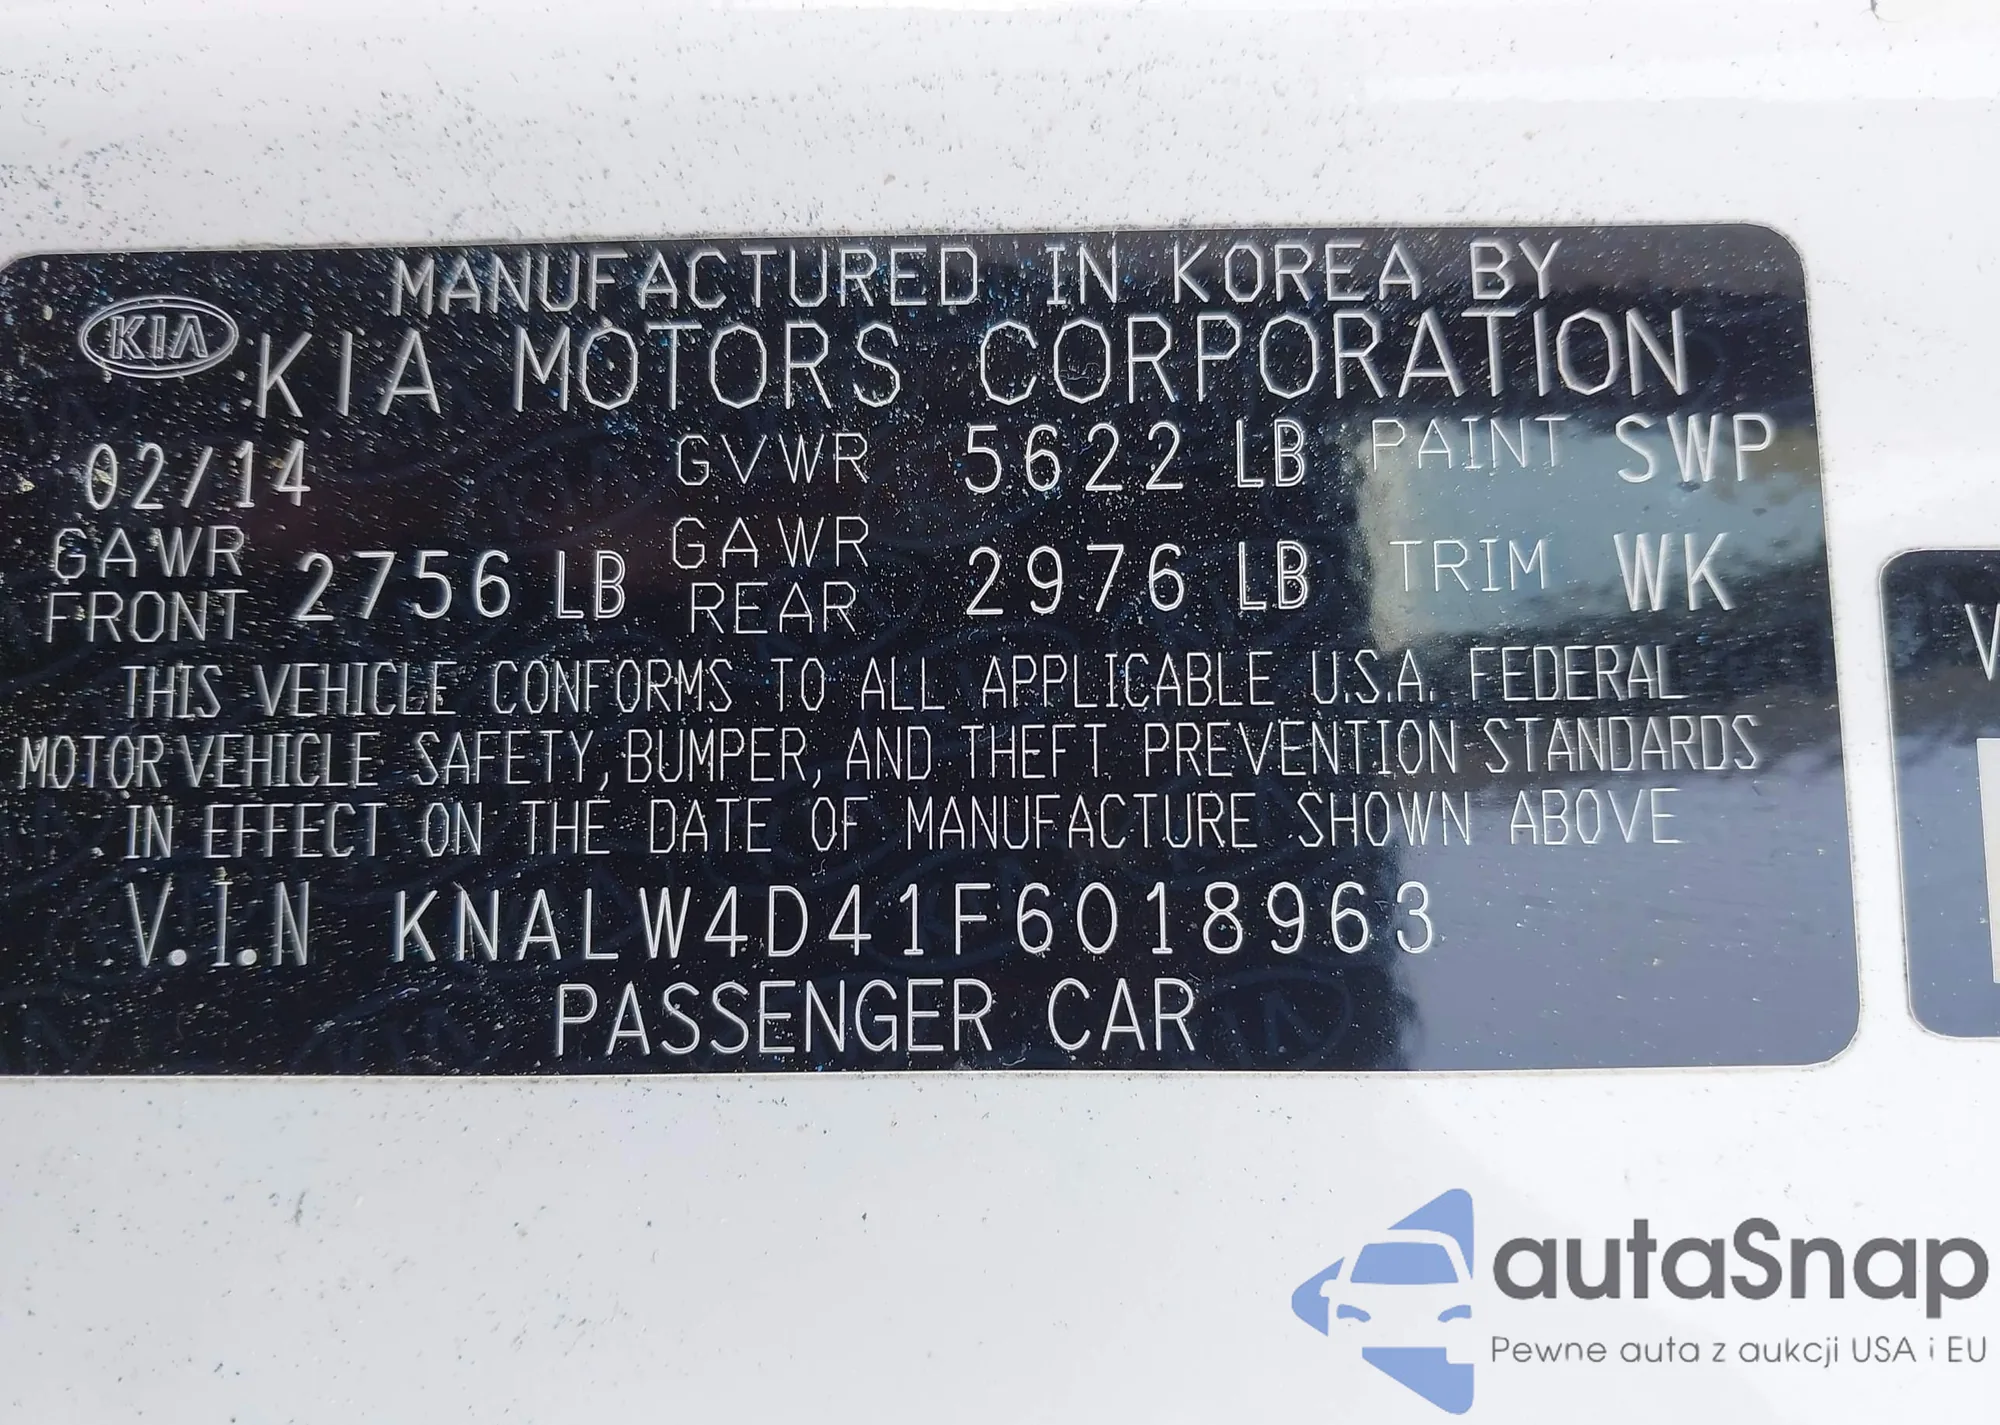 MANUFACTURED IN KOREA BY
KIA
KIA MOTORS CORPORATION
02/14 GVWR 5622 LB PAINT SWP
GAWR FRONT 2756 LB GAWR REAR 2976 LB TRIM WK
THIS VEHICLE CONFORMS TO ALL APPLICABLE U.S.A. FEDERAL
MOTOR VEHICLE SAFETY, BUMPER, AND THEFT PREVENTION STANDARDS
IN EFFECT ON THE DATE OF MANUFACTURE SHOWN ABOVE
V.I.N KNALW4D41F6018963
PASSENGER CAR
autaSnap
Pewne auta z aukcji USA i EU